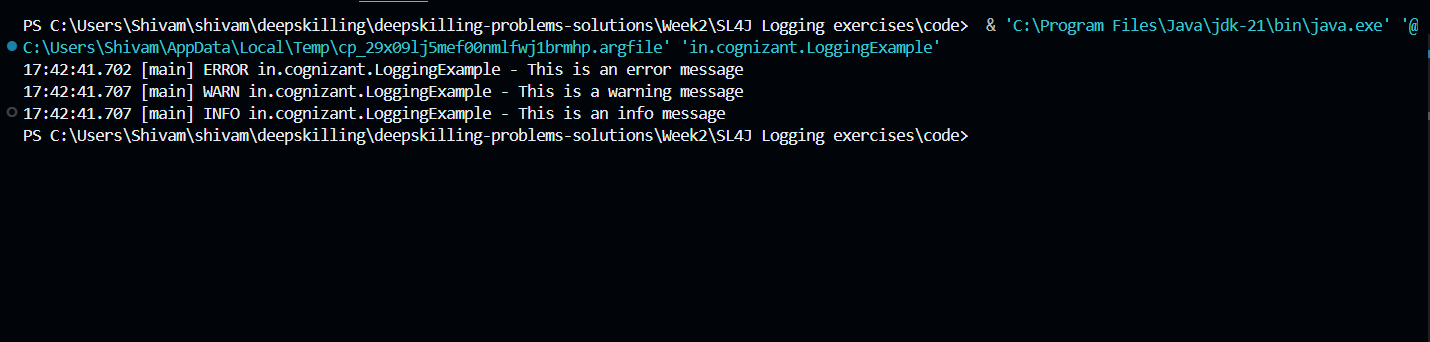 PS C:\Users\Shivam\shivam\deepskilling\deepskilling-problems-solutions\Week2\SL4J Logging exercises\code>  & 'C:\Program Files\Java\jdk-21\bin\java.exe' '@
C:\Users\Shivam\AppData\Local\Temp\cp_29x09lj5mef00nmlfwj1brmhp.argfile' 'in.cognizant.LoggingExample'
17:42:41.702 [main] ERROR in.cognizant.LoggingExample - This is an error message
17:42:41.707 [main] WARN in.cognizant.LoggingExample - This is a warning message
17:42:41.707 [main] INFO in.cognizant.LoggingExample - This is an info message
PS C:\Users\Shivam\shivam\deepskilling\deepskilling-problems-solutions\Week2\SL4J Logging exercises\code>